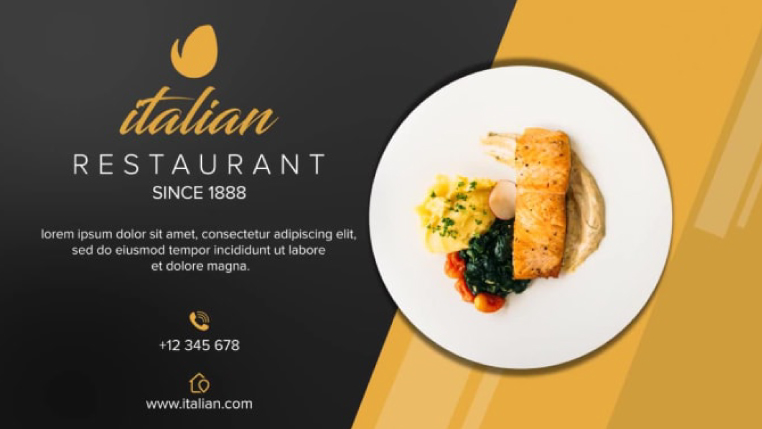 italian
RESTAURANT
SINCE 1888
lorem ipsum dolor sit amet, consectetur adipiscing elit,
sed do eiusmod tempor incididunt ut labore
et dolore magna.
+12 345 678
www.italian.com